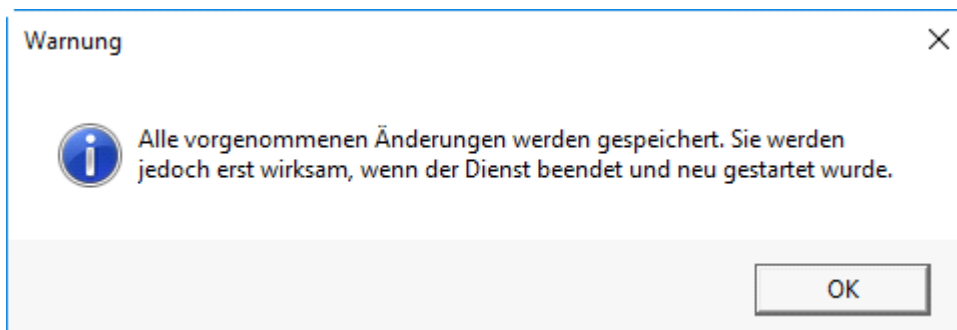 Warnung
Alle vorgenommenen Änderungen werden gespeichert. Sie werden
jedoch erst wirksam, wenn der Dienst beendet und neu gestartet wurde.
OK